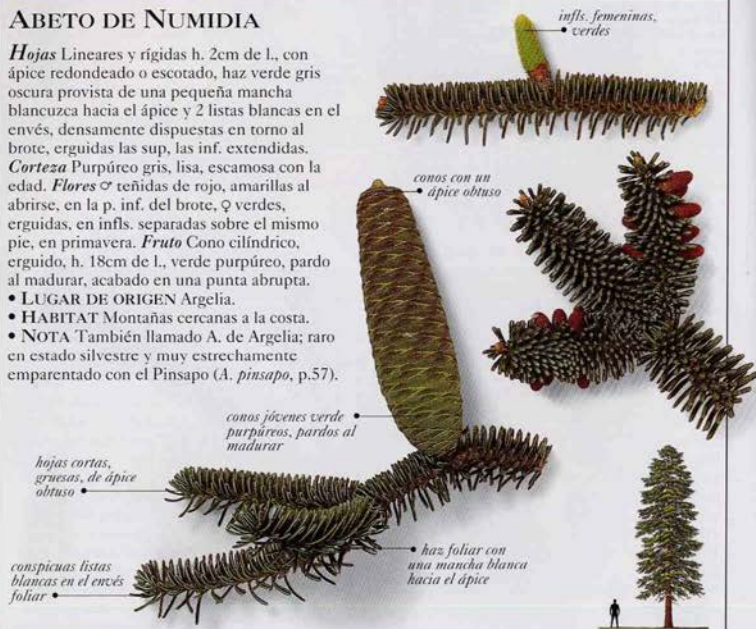 ABETO DE NUMIDIA
Hojas Lineares y rígidas h. 2cm de l., con
ápice redondeado o escotado, haz verde gris
oscura provista de una pequeña mancha
blancuzca hacia el ápice y 2 listas blancas en el
envés, densamente dispuestas en torno al
brote, erguidas las sup, las inf. extendidas.
Corteza Purpúreo gris, lisa, escamosa con la
edad. Flores ♂ teñidas de rojo, amarillas al
abrirse, en la p. inf. del brote, ♀ verdes,
erguidas, en infls. separadas sobre el mismo
pie, en primavera. Fruto Cono cilíndrico,
erguido, h. 18cm de l., verde purpúreo, pardo
al madurar, acabado en una punta abrupta.
• LUGAR DE ORIGEN Argelia.
• HABITAT Montañas cercanas a la costa.
• NOTA También llamado A. de Argelia; raro
en estado silvestre y muy estrechamente
emparentado con el Pinsapo (A. pinsapo, p.57).
infls. femeninas,
verdes
conos con un
ápice obtuso
conos jóvenes verde
purpúreos, pardos al
madurar
hojas cortas,
gruesas, de ápice
obtuso
conspicuas listas
blancas en el envés
foliar
haz foliar con
una mancha blanca
hacia el ápice